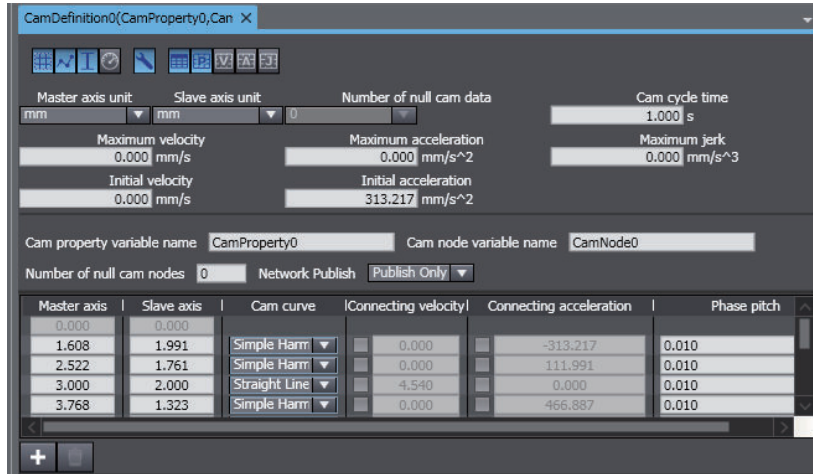 CamDefinition0(CamProperty0,Can ×
P V A J
Master axis unit Slave axis unit Number of null cam data Cam cycle time
mm mm 0 1.000 s
Maximum velocity Maximum acceleration Maximum jerk
0.000 mm/s 0.000 mm/s^2 0.000 mm/s^3
Initial velocity Initial acceleration
0.000 mm/s 313.217 mm/s^2
Cam property variable name CamProperty0 Cam node variable name CamNode0
Number of null cam nodes 0 Network Publish Publish Only
Master axis Slave axis Cam curve Connecting velocity Connecting acceleration Phase pitch
0.000 0.000
1.608 1.991 Simple Harm 0.000 -313.217 0.010
2.522 1.761 Simple Harm 0.000 111.991 0.010
3.000 2.000 Straight Line 4.540 0.000 0.010
3.768 1.323 Simple Harm 0.000 466.887 0.010